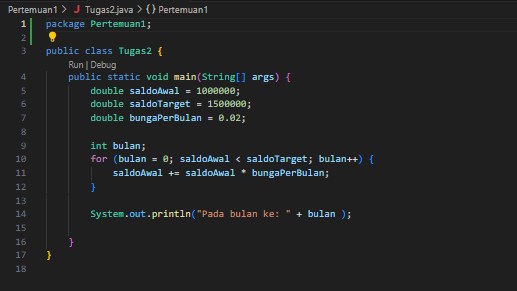 Pertemuan1 > J Tugas2.java > {} Pertemuan1
1 package Pertemuan1;
2
3 public class Tugas2 {
Run | Debug
4 public static void main(String[] args) {
5 double saldoAwal = 1000000;
6 double saldoTarget = 1500000;
7 double bungaPerBulan = 0.02;
8
9 int bulan;
10 for (bulan = 0; saldoAwal < saldoTarget; bulan++) {
11 saldoAwal += saldoAwal * bungaPerBulan;
12 }
13
14 System.out.println("Pada bulan ke: " + bulan );
15
16 }
17 }
18